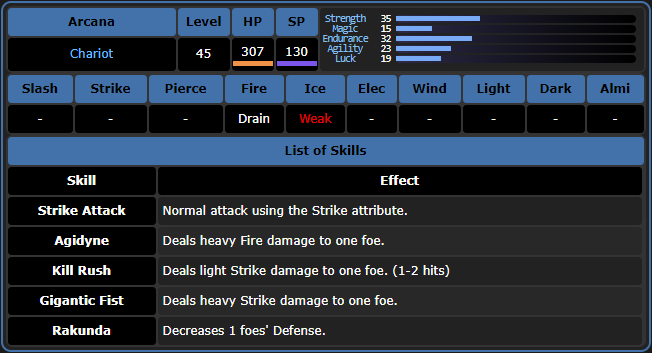 Arcana Level HP SP
Chariot 45 307 130
Strength 35
Magic 15
Endurance 32
Agility 23
Luck 19
Slash Strike Pierce Fire Ice Elec Wind Light Dark Almi
- - - Drain Weak - - - - -
List of Skills
Skill Effect
Strike Attack Normal attack using the Strike attribute.
Agidyne Deals heavy Fire damage to one foe.
Kill Rush Deals light Strike damage to one foe. (1-2 hits)
Gigantic Fist Deals heavy Strike damage to one foe.
Rakunda Decreases 1 foes' Defense.